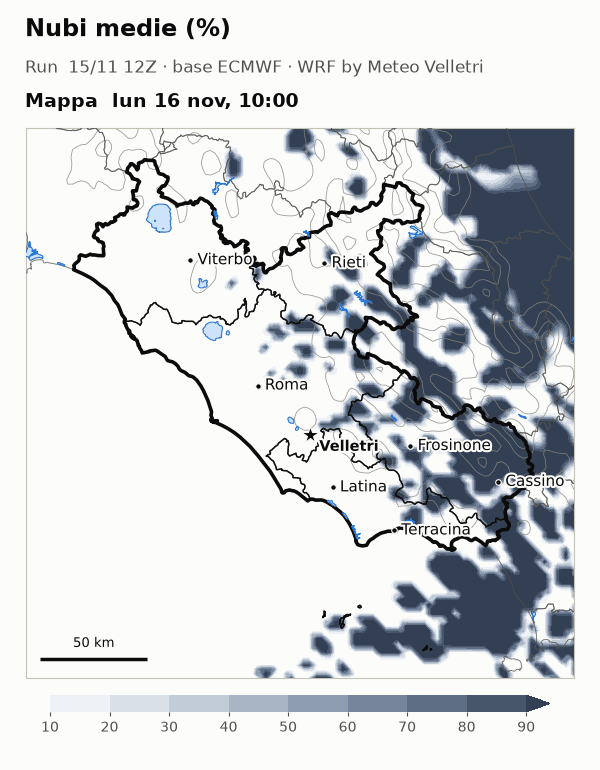 Nubi medie (%)
Run 15/11 12Z · base ECMWF · WRF by Meteo Velletri
Mappa lun 16 nov, 10:00
Viterbo
Rieti
Roma
Velletri
Frosinone
Latina
Cassino
Terracina
50 km
10 20 30 40 50 60 70 80 90